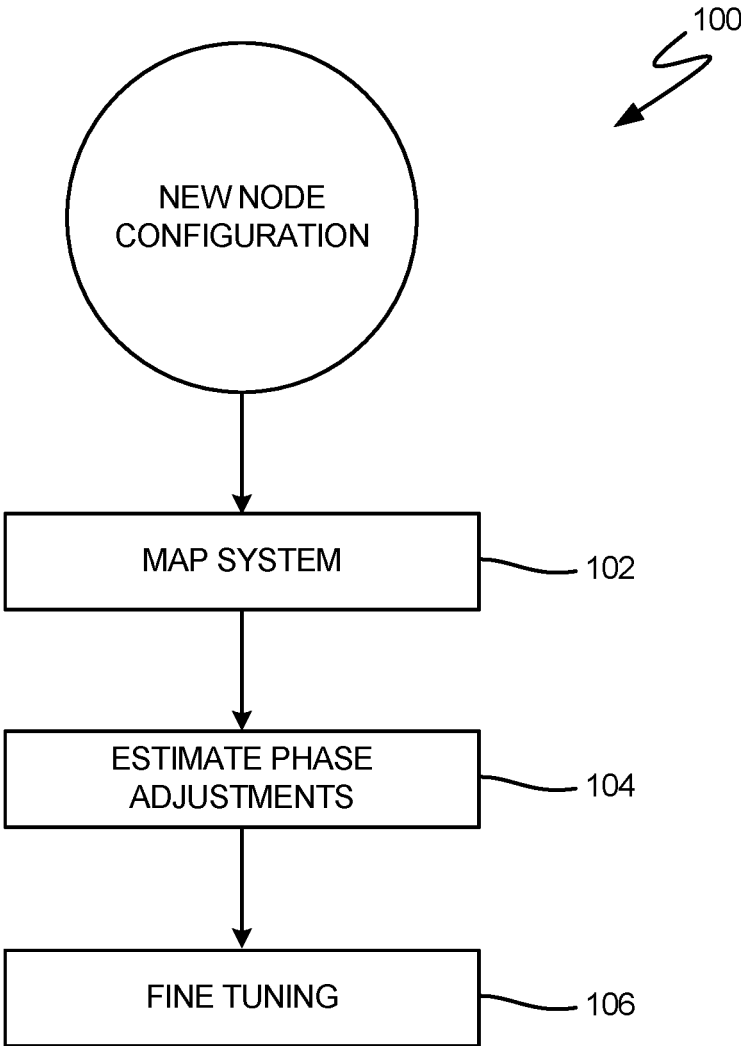 100
NEW NODE
CONFIGURATION
MAP SYSTEM
102
ESTIMATE PHASE
ADJUSTMENTS
104
FINE TUNING
106